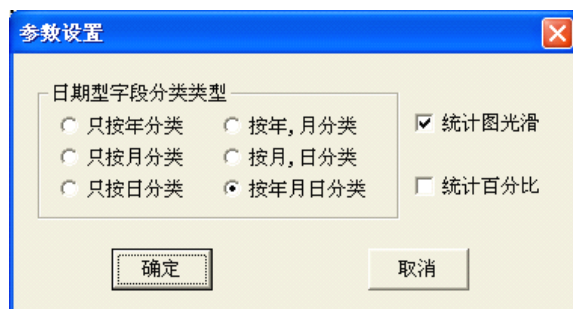 参数设置
日期型字段分类类型
只按年分类 按年,月分类
统计图光滑
只按月分类 按月,日分类
只按日分类 按年月日分类
统计百分比
确定 取消